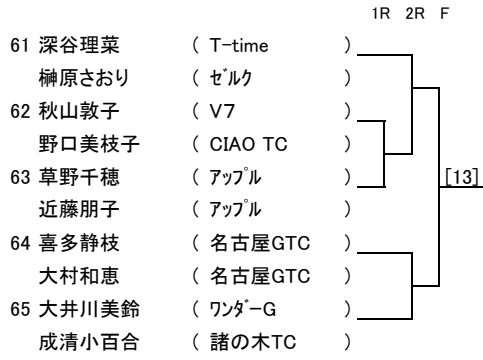 1R 2R F
61 深谷理菜 ( T-time )
榊原さおり ( ｾﾞﾙｸ )
62 秋山敦子 ( V7 )
野口美枝子 ( CIAO TC )
63 草野千穂 ( ｱｯﾌﾟﾙ )
[13]
近藤朋子 ( ｱｯﾌﾟﾙ )
64 喜多静枝 ( 名古屋GTC )
大村和恵 ( 名古屋GTC )
65 大井川美鈴 ( ﾜﾝﾀﾞｰG )
成清小百合 ( 諸の木TC )